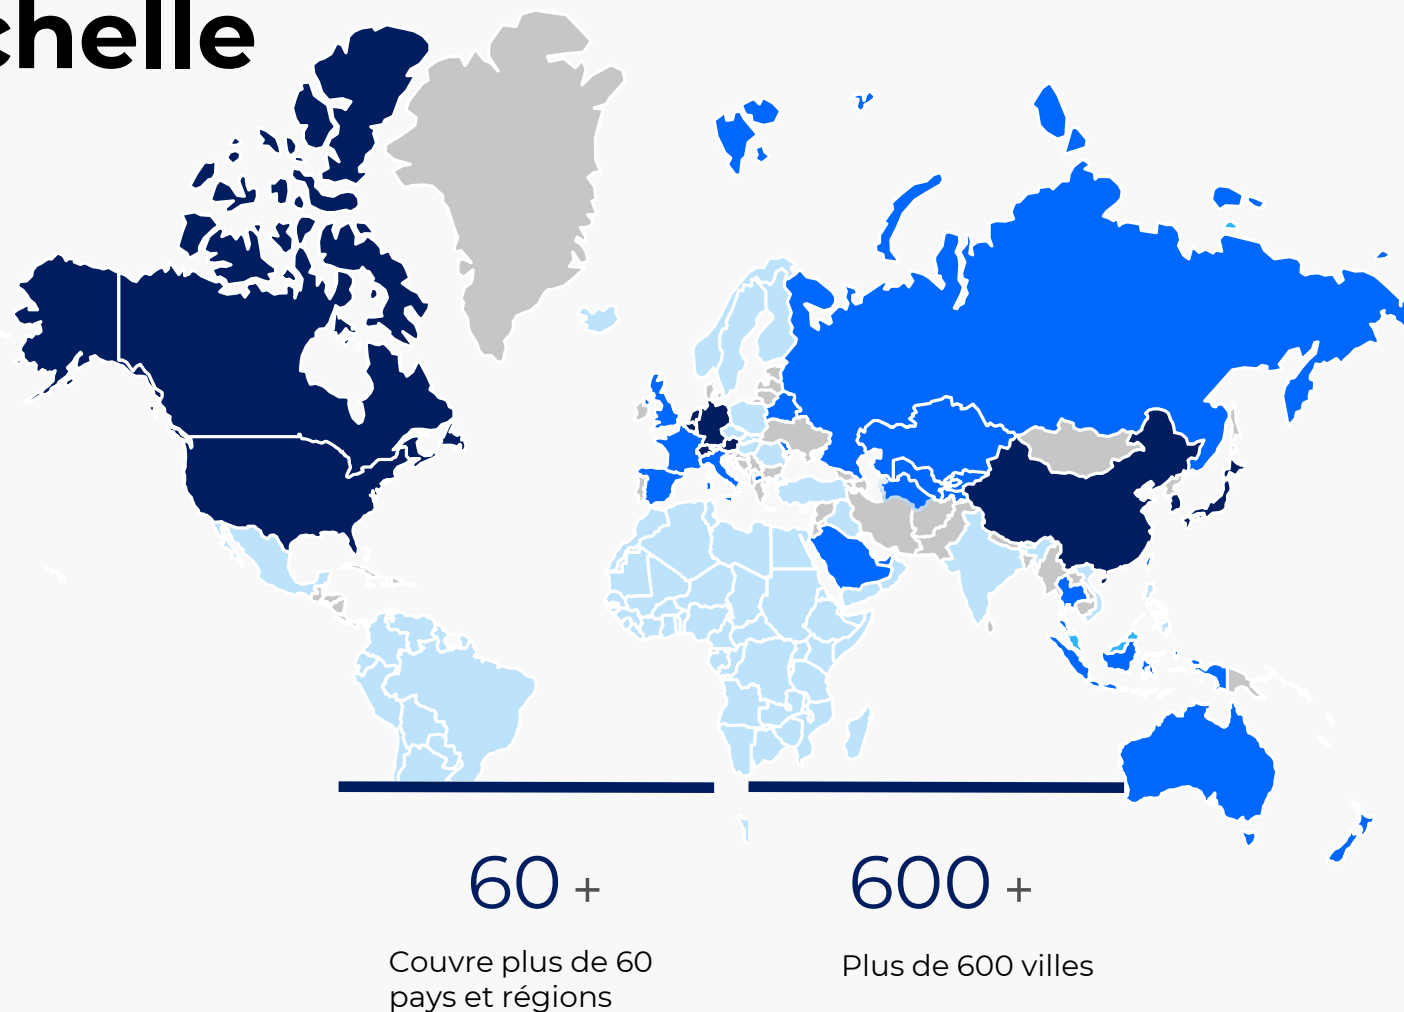 chelle
60 +
Couvre plus de 60
pays et régions
600 +
Plus de 600 villes